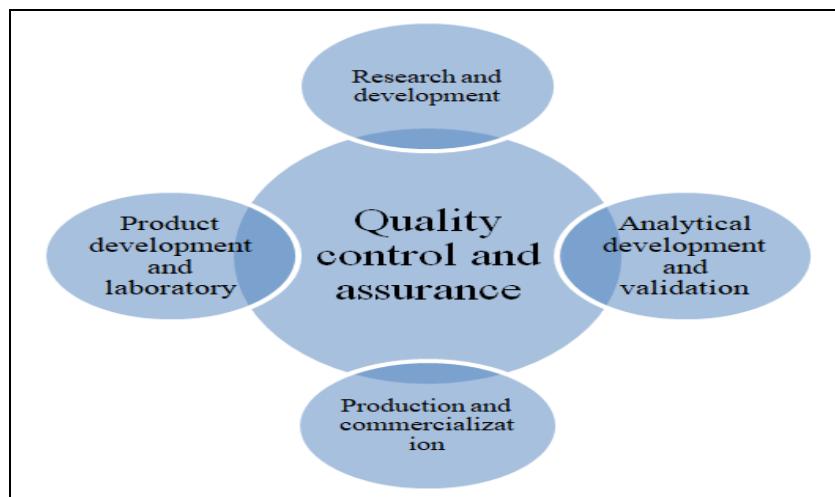 Research and
development
Product
development
and
laboratory
Quality
control and
assurance
Analytical
development
and
validation
Production and
commercializat
ion